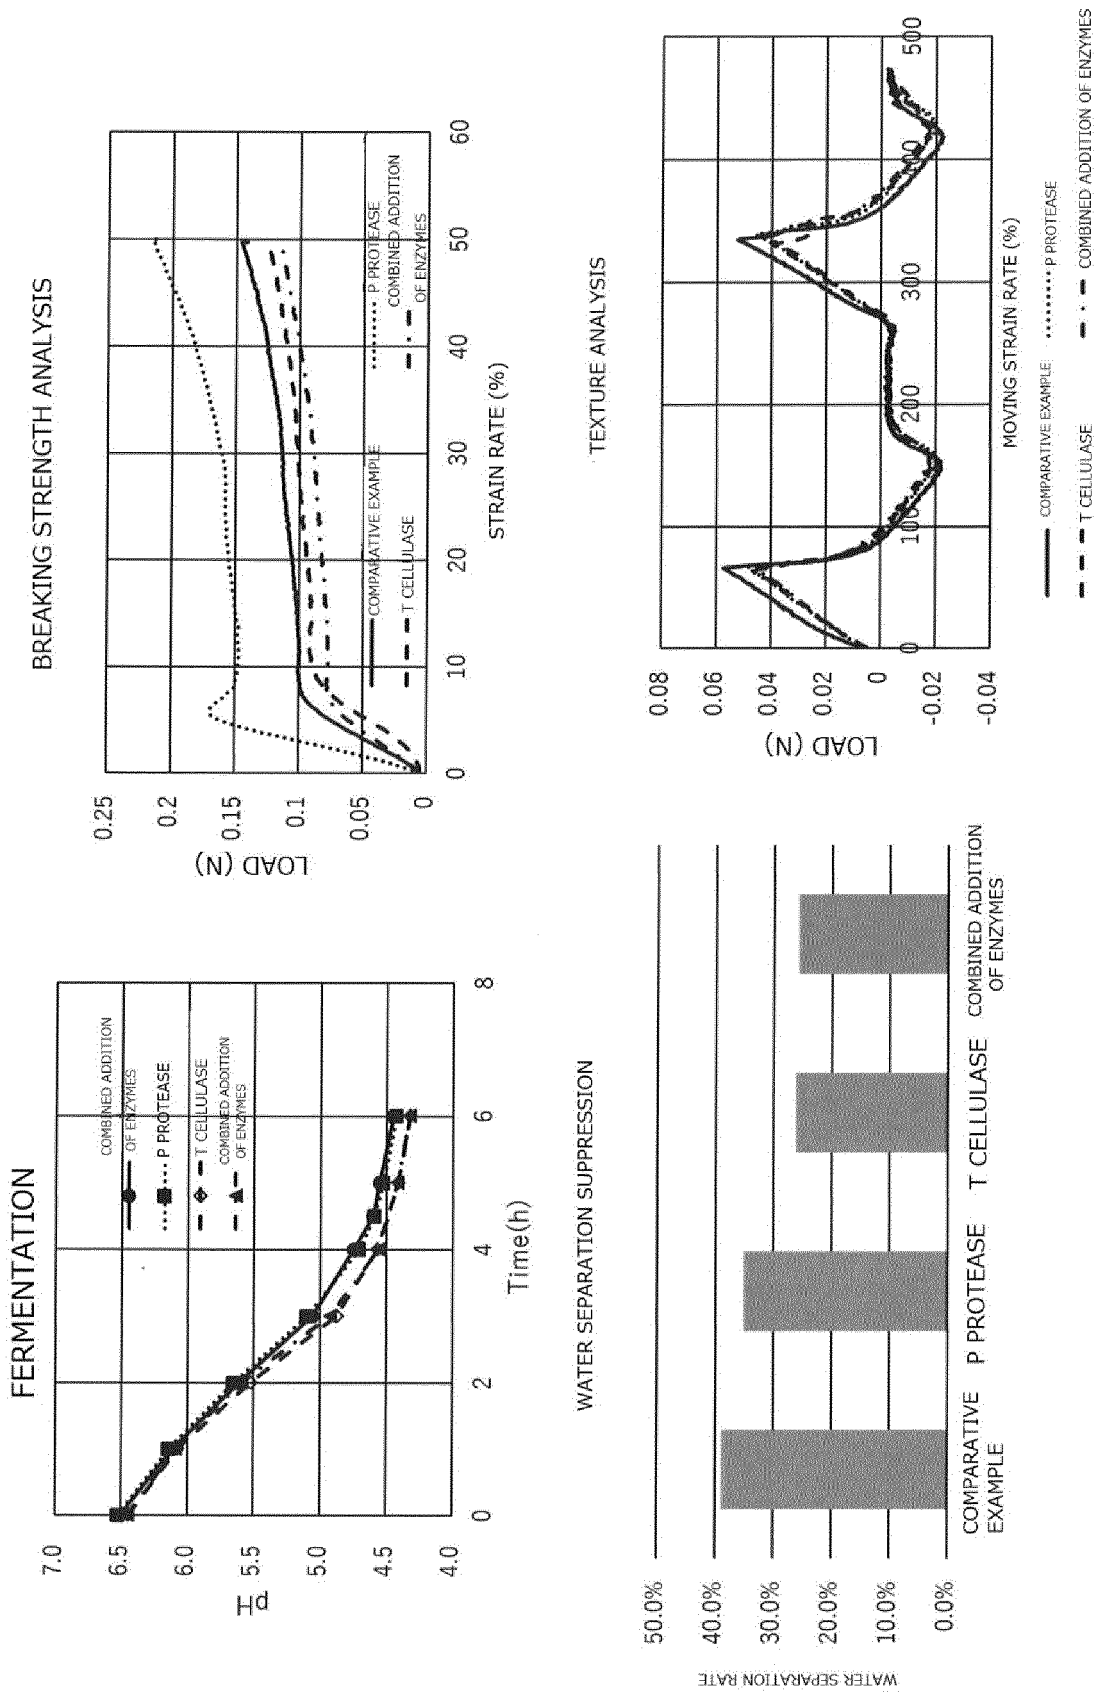 FERMENTATION
7.0
6.5
6.0
5.5
5.0
4.5
4.0
pH
0
2
4
6
8
Time(h)
COMBINED ADDITION
OF ENZYMES
P PROTEASE
T CELLULASE
COMBINED ADDITION
OF ENZYMES
BREAKING STRENGTH ANALYSIS
0.25
0.2
0.15
0.1
0.05
0
LOAD (N)
0
10
20
30
40
50
60
STRAIN RATE (%)
COMPARATIVE EXAMPLE
P PROTEASE
T CELLULASE
COMBINED ADDITION
OF ENZYMES
WATER SEPARATION SUPPRESSION
50.0%
40.0%
30.0%
20.0%
10.0%
0.0%
WATER SEPARATION RATE
COMPARATIVE
EXAMPLE
P PROTEASE
T CELLULASE
COMBINED ADDITION
OF ENZYMES
TEXTURE ANALYSIS
0.08
0.06
0.04
0.02
0
-0.02
-0.04
LOAD (N)
0
100
200
300
400
500
MOVING STRAIN RATE (%)
COMPARATIVE EXAMPLE
P PROTEASE
T CELLULASE
COMBINED ADDITION OF ENZYMES